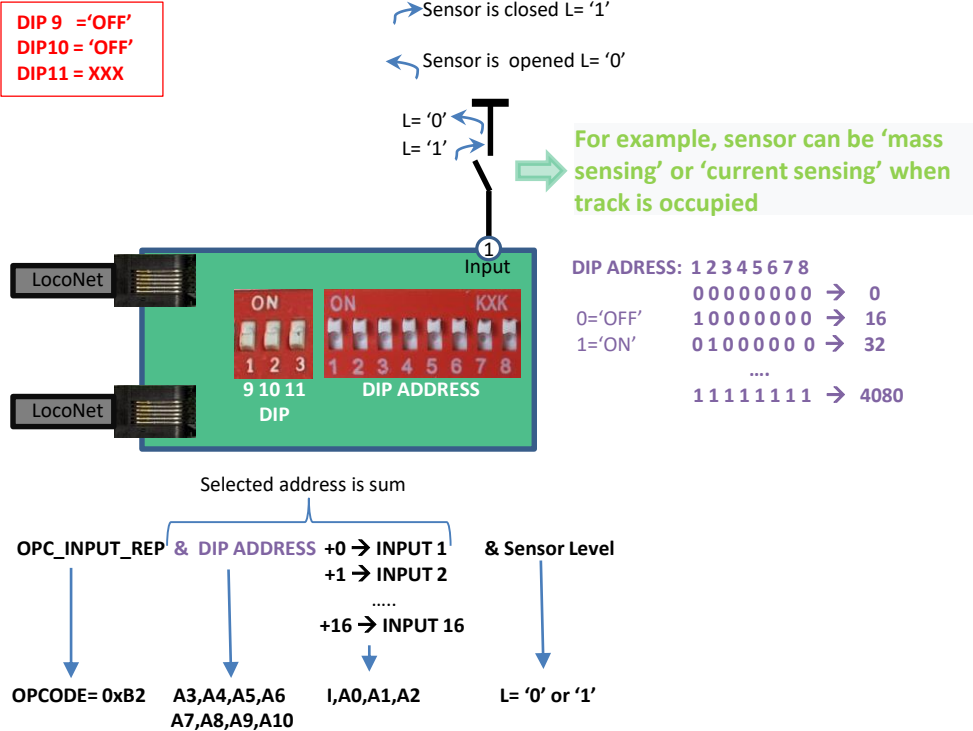 DIP 9 =‘OFF’
DIP10 = ‘OFF’
DIP11 = XXX
Sensor is closed L= ‘1’
Sensor is opened L= ‘0’
L= ‘0’
L= ‘1’
For example, sensor can be ‘mass
sensing’ or ‘current sensing’ when
track is occupied
1
Input
LocoNet
LocoNet
ON
1 2 3
ON KXK
1 2 3 4 5 6 7 8
9 10 11
DIP
DIP ADDRESS
DIP ADRESS: 1 2 3 4 5 6 7 8
0 0 0 0 0 0 0 0 → 0
0=‘OFF’ 1 0 0 0 0 0 0 0 → 16
1=‘ON’ 0 1 0 0 0 0 0 0 → 32
....
1 1 1 1 1 1 1 1 → 4080
Selected address is sum
OPC_INPUT_REP & DIP ADDRESS +0 → INPUT 1 & Sensor Level
+1 → INPUT 2
.....
+16 → INPUT 16
OPCODE= 0xB2 A3,A4,A5,A6 I,A0,A1,A2 L= ‘0’ or ‘1’
A7,A8,A9,A10